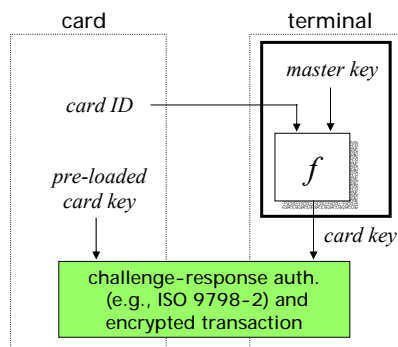 card
terminal
master key
card ID
f
pre-loaded
card key
card key
challenge-response auth.
(e.g., ISO 9798-2) and
encrypted transaction